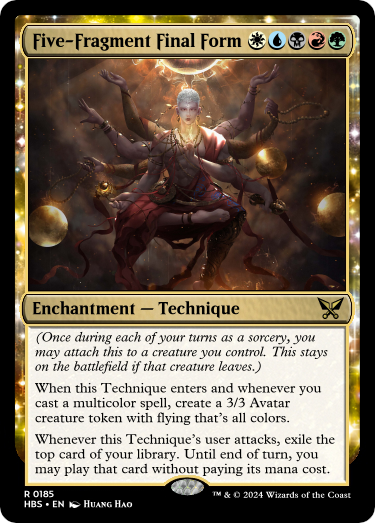 Five-Fragment Final Form
Enchantment — Technique
(Once during each of your turns as a sorcery, you
may attach this to a creature you control. This stays
on the battlefield if that creature leaves.)
When this Technique enters and whenever you
cast a multicolor spell, create a 3/3 Avatar
creature token with flying that's all colors.
Whenever this Technique's user attacks, exile the
top card of your library. Until end of turn, you
may play that card without paying its mana cost.
R 0185
HBS • EN Huang Hao
™ & © 2024 Wizards of the Coast